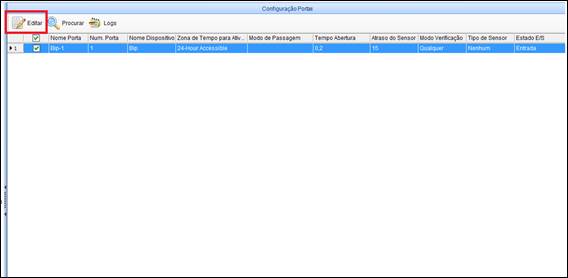 Configuração Portas
Editar Procurar Logs
Nome Porta Num. Porta Nome Dispositivo Zona de Tempo para Ativ... Modo de Passagem Tempo Abertura Atraso do Sensor Modo Verificação Tipo de Sensor Estado E/S
1 Bip-1 1 Bip 24-Hour Accessible 0,2 15 Qualquer Nenhum Entrada